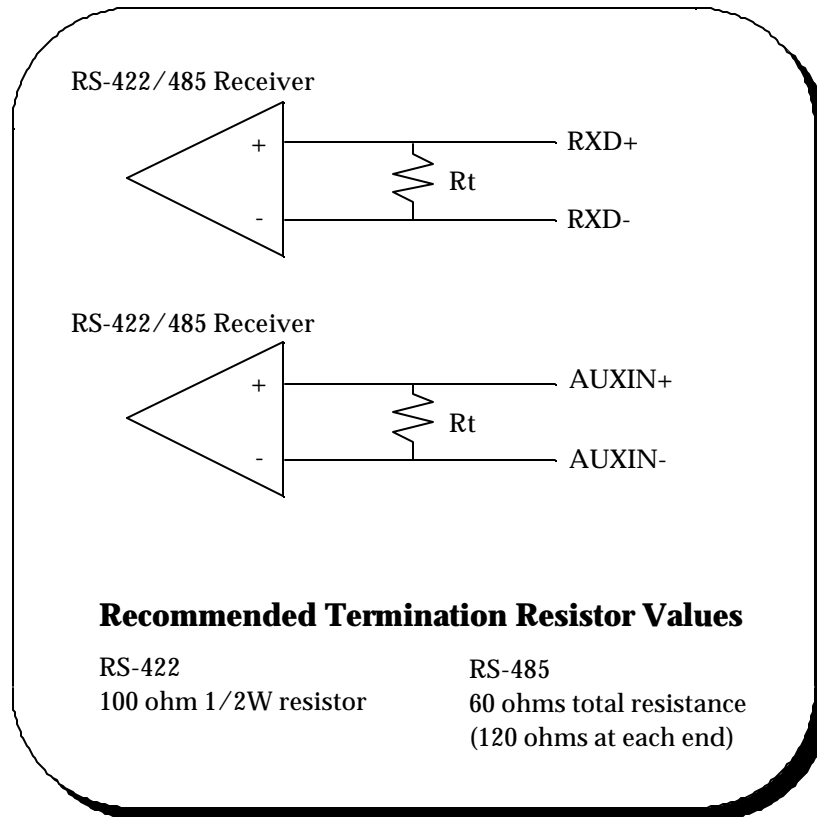 RS-422/485 Receiver
+
RXD+
Rt
-
RXD-
RS-422/485 Receiver
+
AUXIN+
Rt
-
AUXIN-
Recommended Termination Resistor Values
RS-422
100 ohm 1/2W resistor
RS-485
60 ohms total resistance
(120 ohms at each end)